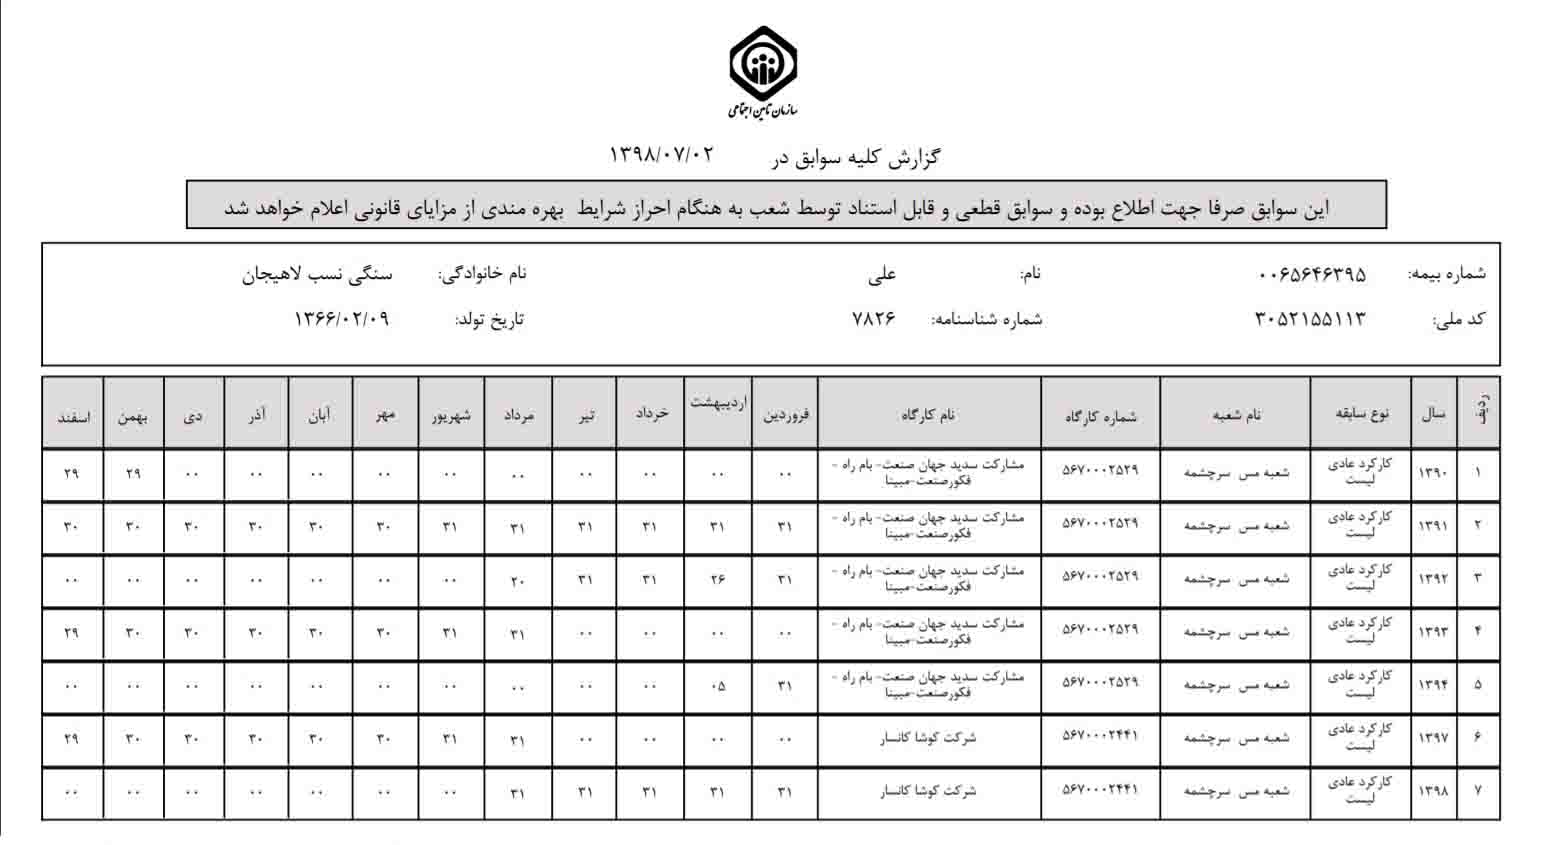 سازمان تأمین اجتماعی
گزارش کلیه سوابق در ۱۳۹۸/۰۷/۰۲
این سوابق صرفا جهت اطلاع بوده و سوابق قطعی و قابل استناد توسط شعب به هنگام احراز شرایط بهره مندی از مزایای قانونی اعلام خواهد شد
شماره بیمه: ۰۰۶۵۶۴۶۳۹۵ نام: علی نام خانوادگی: سنگی نسب لاهیجان
کد ملی: ۳۰۵۲۱۵۵۱۱۳ شماره شناسنامه: ۷۸۲۶ تاریخ تولد: ۱۳۶۶/۰۲/۰۹
ردیف سال نوع سابقه نام شعبه شماره کارگاه نام کارگاه فروردین اردیبهشت خرداد تیر مرداد شهریور مهر آبان آذر دی بهمن اسفند
۱ ۱۳۹۰ کارکرد عادی لیست شعبه مس سرچشمه ۵۶۷۰۰۰۲۵۲۹ مشارکت سدید جهان صنعت- بام راه - فکورصنعت-مبینا ۰۰ ۰۰ ۰۰ ۰۰ ۰۰ ۰۰ ۰۰ ۰۰ ۰۰ ۰۰ ۲۹ ۲۹
۲ ۱۳۹۱ کارکرد عادی لیست شعبه مس سرچشمه ۵۶۷۰۰۰۲۵۲۹ مشارکت سدید جهان صنعت- بام راه - فکورصنعت-مبینا ۳۱ ۳۱ ۳۱ ۳۱ ۳۱ ۳۱ ۳۰ ۳۰ ۳۰ ۳۰ ۳۰ ۳۰
۳ ۱۳۹۲ کارکرد عادی لیست شعبه مس سرچشمه ۵۶۷۰۰۰۲۵۲۹ مشارکت سدید جهان صنعت- بام راه - فکورصنعت-مبینا ۳۱ ۲۶ ۳۱ ۳۱ ۲۰ ۰۰ ۰۰ ۰۰ ۰۰ ۰۰ ۰۰ ۰۰
۴ ۱۳۹۳ کارکرد عادی لیست شعبه مس سرچشمه ۵۶۷۰۰۰۲۵۲۹ مشارکت سدید جهان صنعت- بام راه - فکورصنعت-مبینا ۰۰ ۰۰ ۰۰ ۰۰ ۳۱ ۳۱ ۳۰ ۳۰ ۳۰ ۳۰ ۳۰ ۲۹
۵ ۱۳۹۴ کارکرد عادی لیست شعبه مس سرچشمه ۵۶۷۰۰۰۲۵۲۹ مشارکت سدید جهان صنعت- بام راه - فکورصنعت-مبینا ۳۱ ۰۵ ۰۰ ۰۰ ۰۰ ۰۰ ۰۰ ۰۰ ۰۰ ۰۰ ۰۰ ۰۰
۶ ۱۳۹۷ کارکرد عادی لیست شعبه مس سرچشمه ۵۶۷۰۰۰۲۴۴۱ شرکت کوشا کانسار ۰۰ ۰۰ ۰۰ ۰۰ ۳۱ ۳۱ ۳۰ ۳۰ ۳۰ ۳۰ ۳۰ ۲۹
۷ ۱۳۹۸ کارکرد عادی لیست شعبه مس سرچشمه ۵۶۷۰۰۰۲۴۴۱ شرکت کوشا کانسار ۳۱ ۳۱ ۳۱ ۳۱ ۳۱ ۰۰ ۰۰ ۰۰ ۰۰ ۰۰ ۰۰ ۰۰